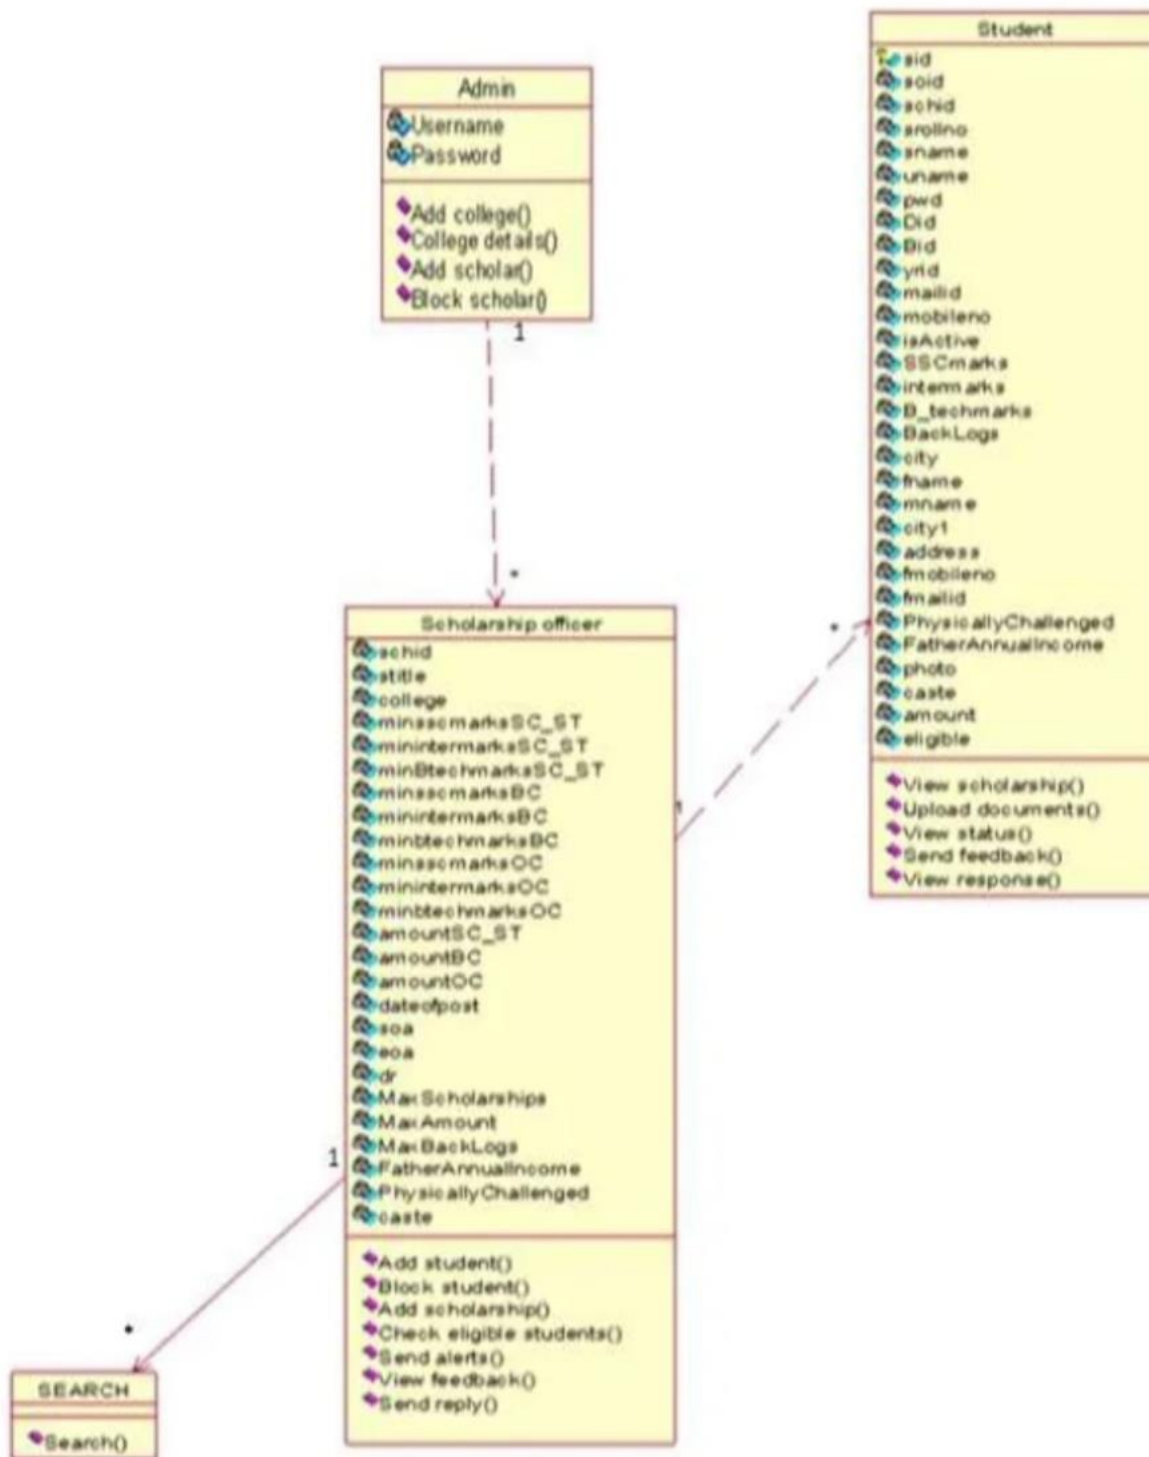 Admin
Username
Password
Add college()
College details()
Add scholar()
Block scholar()
1
*
Student
sid
soid
schid
srollno
sname
uname
pwd
Did
Bid
yrid
mailid
mobileno
isActive
SSCmarks
intermarks
B_techmarks
BackLogs
city
fname
mname
city1
address
fmobileno
fmailid
PhysicallyChallenged
FatherAnnualIncome
photo
caste
amount
eligible
View scholarship()
Upload documents()
View status()
Send feedback()
View response()
*
1
Scholarship officer
schid
stitle
college
minsscmarksSC_ST
minintermarksSC_ST
minBtechmarksSC_ST
minsscmarksBC
minintermarksBC
minbtechmarksBC
minsscmarksOC
minintermarksOC
minbtechmarksOC
amountSC_ST
amountBC
amountOC
dateofpost
soa
eoa
dr
MaxScholarships
MaxAmount
MaxBackLogs
FatherAnnualIncome
PhysicallyChallenged
caste
Add student()
Block student()
Add scholarship()
Check eligible students()
Send alerts()
View feedback()
Send reply()
1
*
SEARCH
Search()